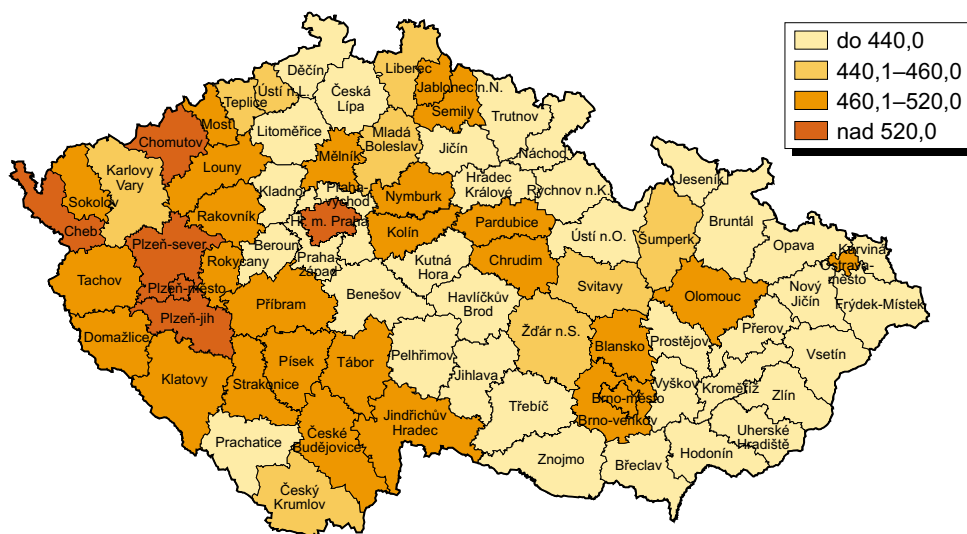 do 440,0
440,1–460,0
460,1–520,0
nad 520,0
Děčín
Liberec
Ústí n.L.
Teplice
Česká
Lípa
Jablonec n.N.
Semily
Most
Trutnov
Chomutov
Litoměřice
Mladá
Boleslav
Jičín
Náchod
Mělník
Louny
Karlovy
Vary
Sokolov
Cheb
Kladno
Praha-
východ
Nymburk
Hradec
Králové
Rychnov n.K.
Jeseník
Rakovník
Hl. m. Praha
Kolín
Pardubice
Bruntál
Plzeň-sever
Rokycany
Beroun
Praha-
Západ
Kutná
Hora
Chrudim
Ústí n.O.
Šumperk
Opava
Karviná
Ostrava-
město
Tachov
Plzeň-město
Příbram
Benešov
Havlíčkův
Brod
Svitavy
Olomouc
Nový
Jičín
Frýdek-Místek
Plzeň-jih
Domažlice
Žďár n.S.
Blansko
Prostějov
Přerov
Vsetín
Klatovy
Strakonice
Písek
Tábor
Pelhřimov
Jihlava
Vyškov
Kroměříž
Zlín
Třebíč
Brno-město
Brno-venkov
Jindřichův
Hradec
České
Budějovice
Prachatice
Uherské
Hradiště
Hodonín
Znojmo
Břeclav
Český
Krumlov